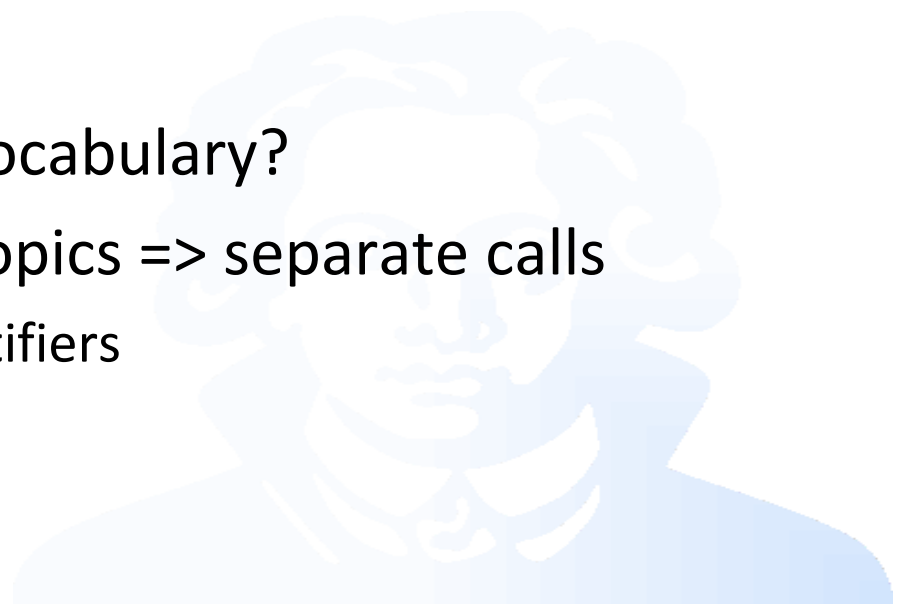 ocabulary?
opics => separate calls
tifiers